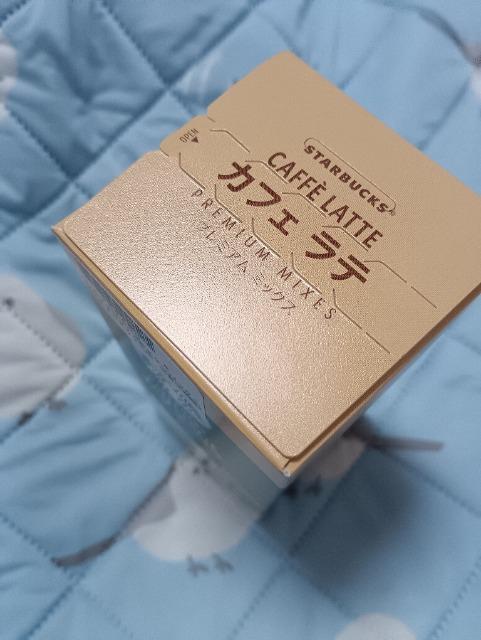 OPEN
STARBUCKS®
CAFFÈ LATTE
カフェ ラテ
PREMIUM MIXES
プレミアム ミックス